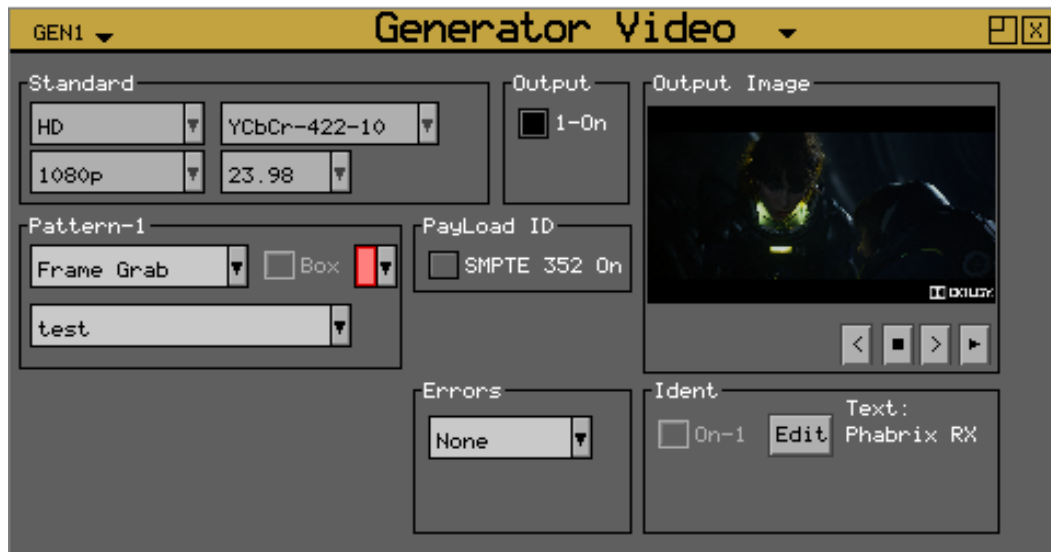 GEN1
Generator Video
Standard
HD
YCbCr-422-10
1080p
23.98
Output
1-On
Output Image
Pattern-1
Frame Grab
Box
test
PayLoad ID
SMPTE 352 On
Errors
None
Ident
On-1
Edit
Text:
Phabrix RX